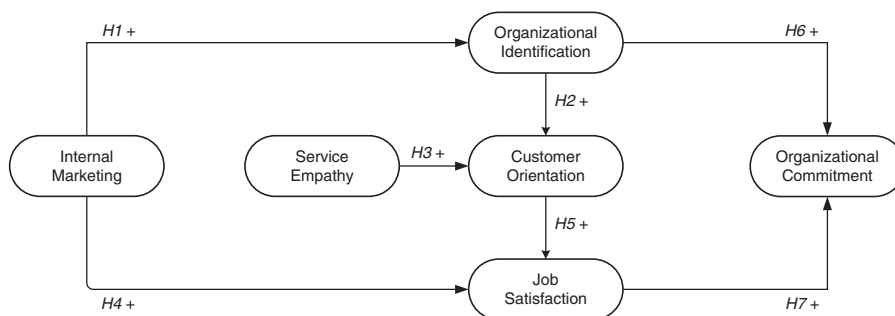 H1 +
Organizational
Identification
H6 +
H2 +
Internal
Marketing
Service
Empathy
H3 +
Customer
Orientation
Organizational
Commitment
H5 +
H4 +
Job
Satisfaction
H7 +